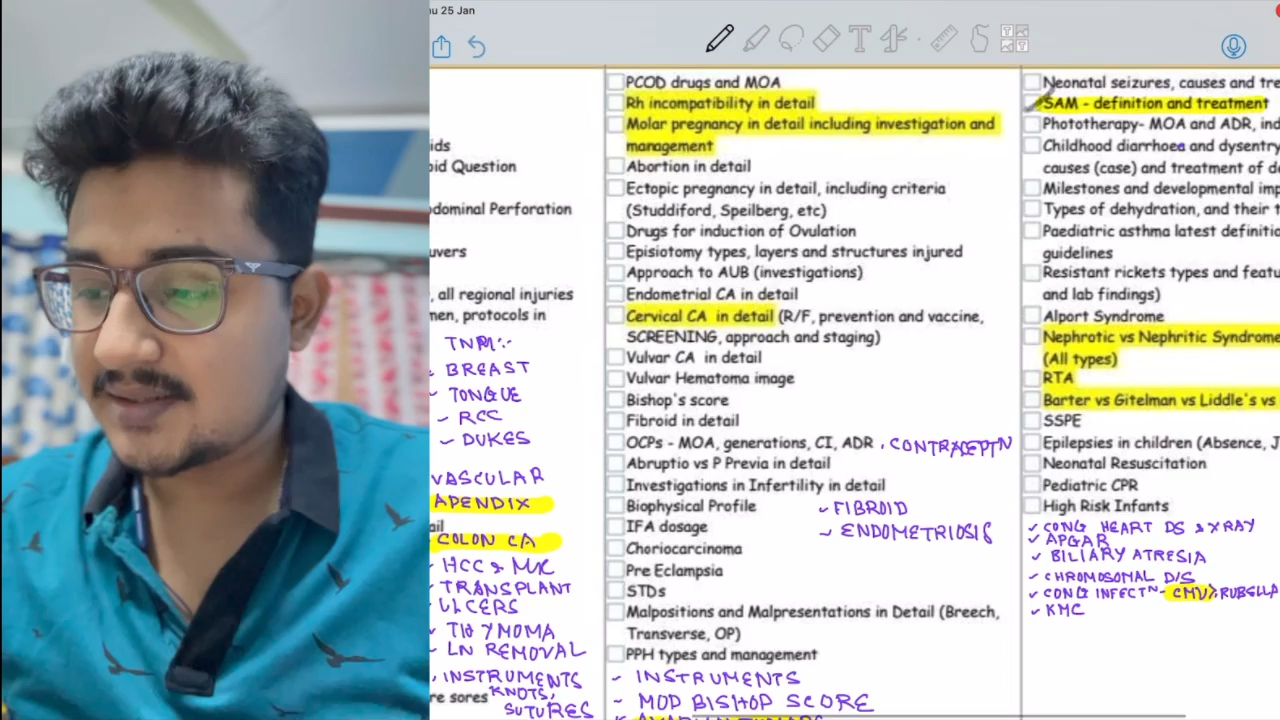 25 Jan
ids
oid Question
dominal Perforation
uvers
, all regional injuries
men, protocols in
TNM:-
- BREAST
- TONGUE
- RCC
- DUKES
VASCULAR
APENDIX
ail
- COLON CA
- TRANSPLANT
ULCERS
- THYMOMA
- LN REMOVAL
- INSTRUMENTS
re sores KNOTS,
SUTURES
PCOD drugs and MOA
Rh incompatibility in detail
Molar pregnancy in detail including investigation and
management
Abortion in detail
Ectopic pregnancy in detail, including criteria
(Studdiford, Speilberg, etc)
Drugs for induction of Ovulation
Episiotomy types, layers and structures injured
Approach to AUB (investigations)
Endometrial CA in detail
Cervical CA in detail (R/F, prevention and vaccine,
SCREENING, approach and staging)
Vulvar CA in detail
Vulvar Hematoma image
Bishop's score
Fibroid in detail
OCPs - MOA, generations, CI, ADR . CONTRACEPTN
Abruptio vs P Previa in detail
Investigations in Infertility in detail
Biophysical Profile
- FIBROID
IFA dosage
- ENDOMETRIOSIS
Choriocarcinoma
Pre Eclampsia
STDs
Malpositions and Malpresentations in Detail (Breech,
Transverse, OP)
PPH types and management
- INSTRUMENTS
- MOD BISHOP SCORE
Neonatal seizures, causes and tre
SAM - definition and treatment
Phototherapy- MOA and ADR, ind
Childhood diarrhoea and dysentry
causes (case) and treatment of de
Milestones and developmental imp
Types of dehydration, and their t
Paediatric asthma latest definitio
guidelines
Resistant rickets types and featu
and lab findings)
Alport Syndrome
Nephrotic vs Nephritic Syndrome
(All types)
RTA
Barter vs Gitelman vs Liddle's vs
SSPE
Epilepsies in children (Absence, J
Neonatal Resuscitation
Pediatric CPR
High Risk Infants
✓ CONG HEART DS & XRAY
✓ APGAR
✓ BILIARY ATRESIA
✓ CHROMOSOMAL D/S
✓ CONG INFECTN - CMV, RUBELLA
✓ KMC